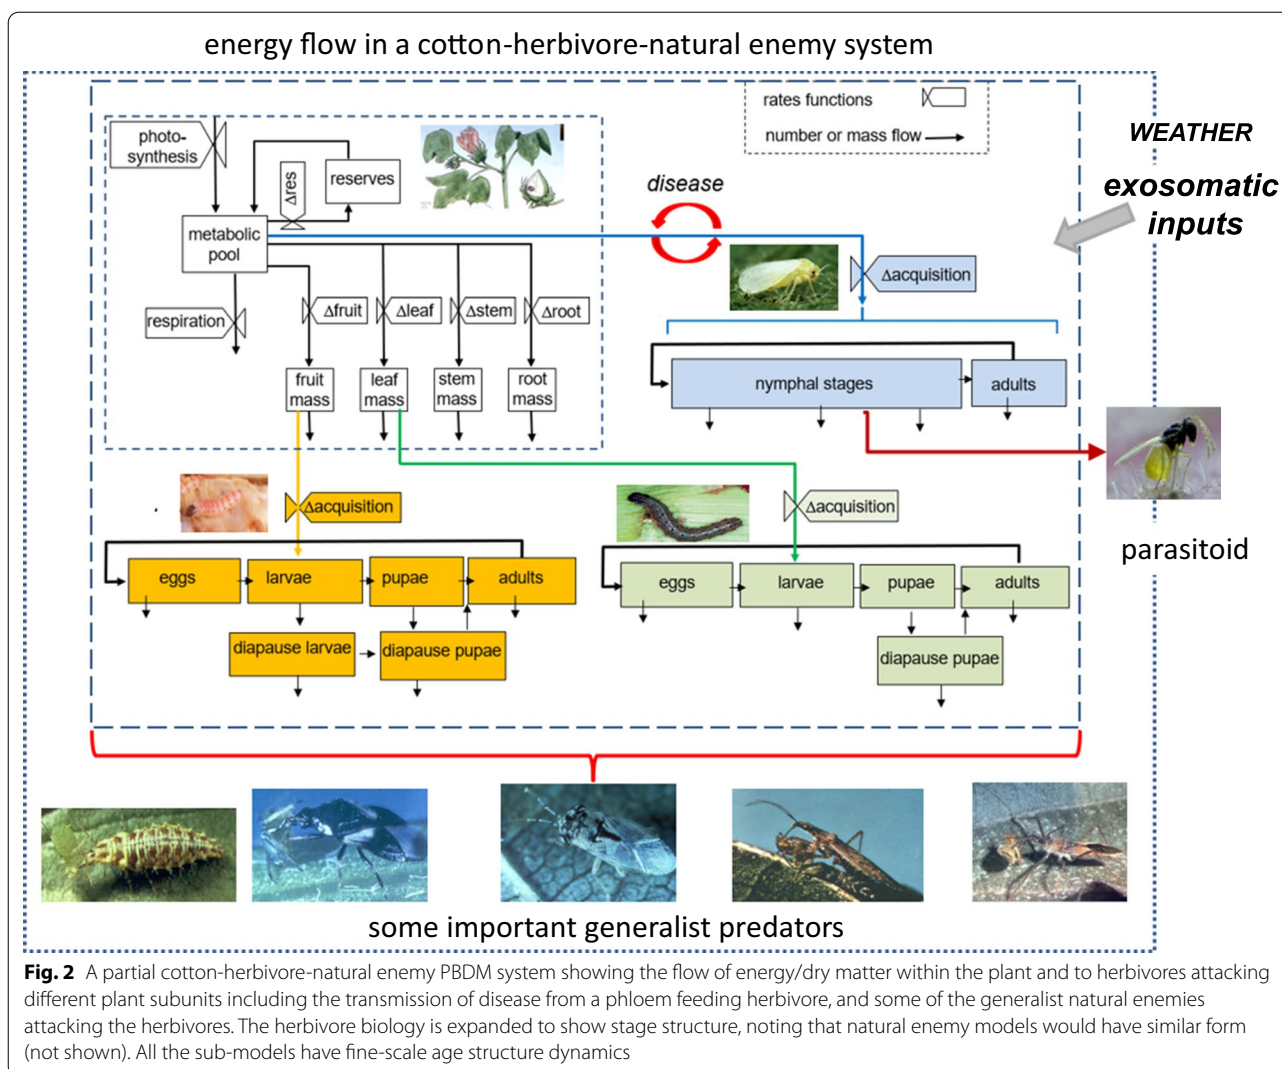 energy flow in a cotton-herbivore-natural enemy system
rates functions
number or mass flow
WEATHER
exosomatic
inputs
photo-
synthesis
Δres
reserves
disease
metabolic
pool
Δacquisition
respiration
Δfruit
Δleaf
Δstem
Δroot
fruit
mass
leaf
mass
stem
mass
root
mass
nymphal stages
adults
parasitoid
Δacquisition
Δacquisition
eggs
larvae
pupae
adults
eggs
larvae
pupae
adults
diapause larvae
diapause pupae
diapause pupae
some important generalist predators
Fig. 2 A partial cotton-herbivore-natural enemy PBDM system showing the flow of energy/dry matter within the plant and to herbivores attacking
different plant subunits including the transmission of disease from a phloem feeding herbivore, and some of the generalist natural enemies
attacking the herbivores. The herbivore biology is expanded to show stage structure, noting that natural enemy models would have similar form
(not shown). All the sub-models have fine-scale age structure dynamics